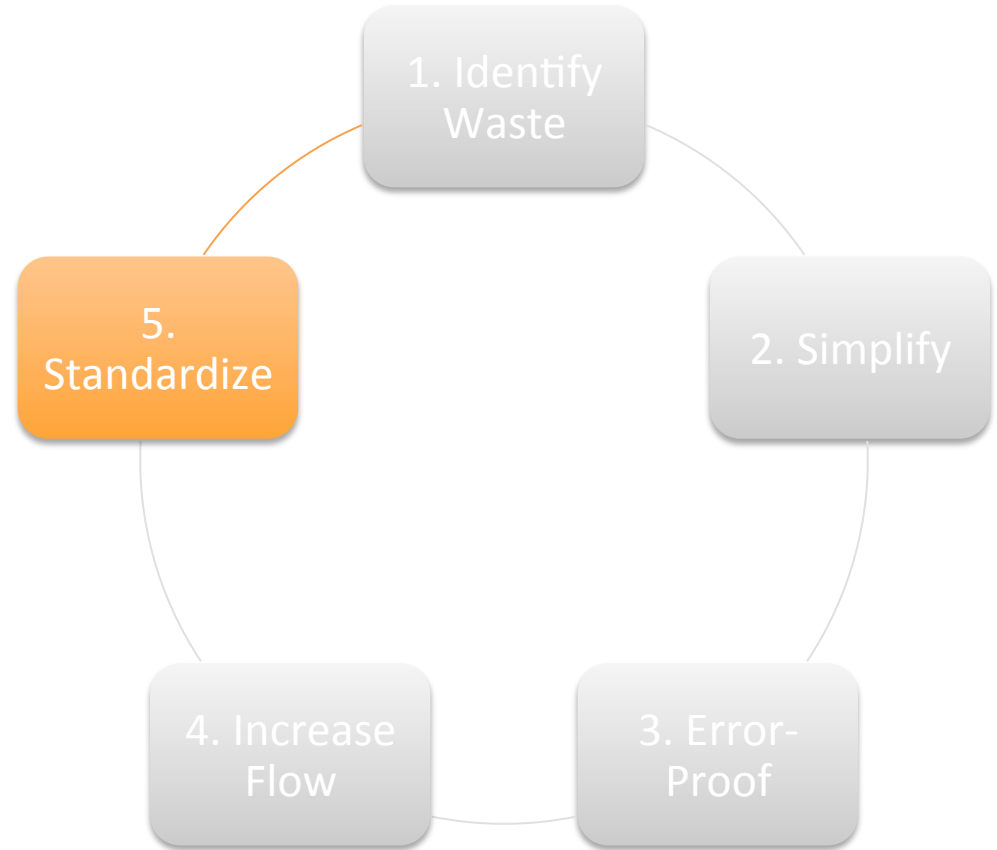 1. Identify
Waste
2. Simplify
3. Error-
Proof
4. Increase
Flow
5.
Standardize